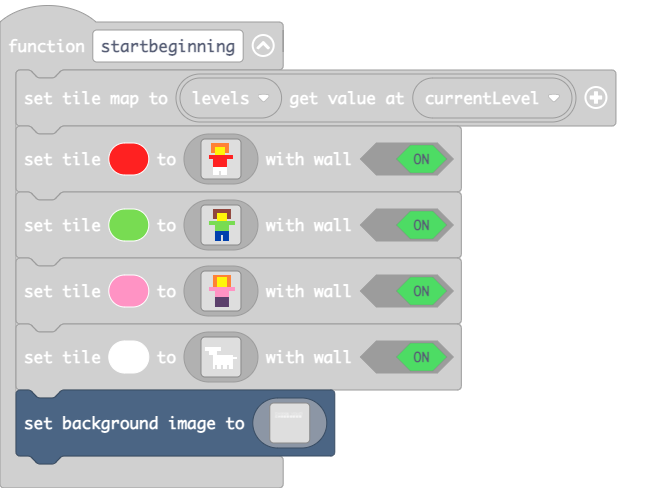 function startbeginning
set tile map to levels get value at currentLevel
set tile to with wall ON
set tile to with wall ON
set tile to with wall ON
set tile to with wall ON
set background image to